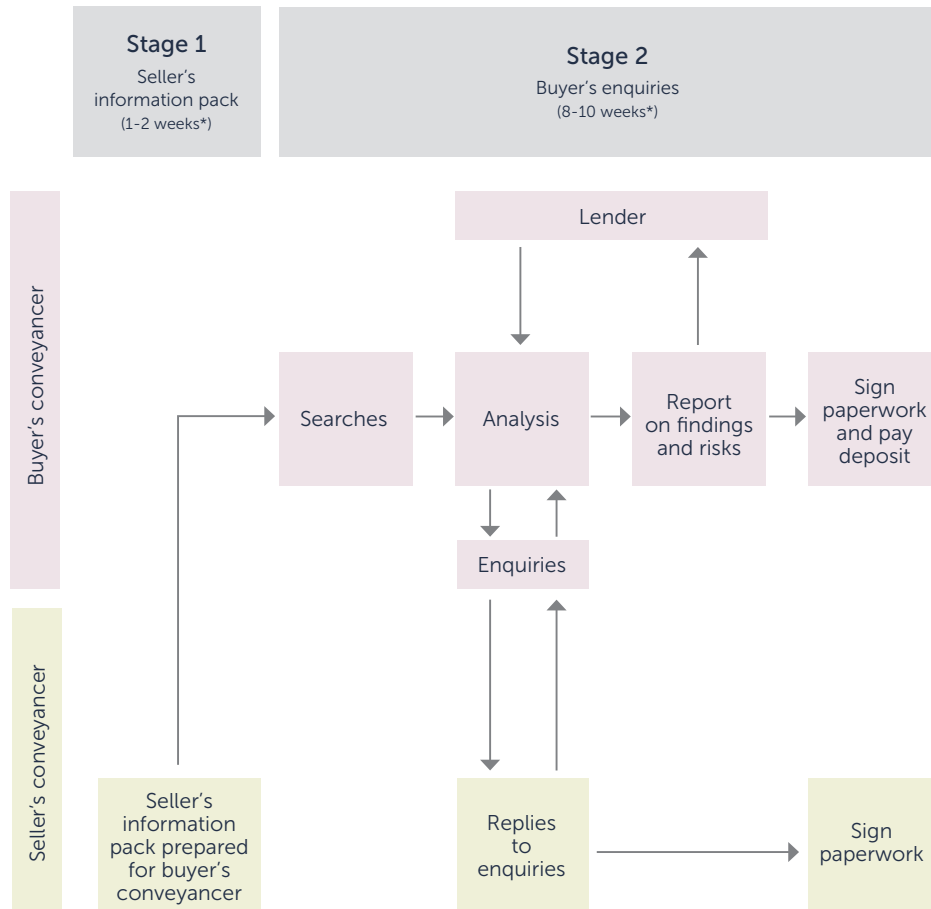 Stage 1
Seller’s
information pack
(1-2 weeks*)
Stage 2
Buyer’s enquiries
(8-10 weeks*)
Buyer’s conveyancer
Lender
Searches
Analysis
Report
on findings
and risks
Sign
paperwork
and pay
deposit
Enquiries
Seller’s conveyancer
Seller’s
information
pack prepared
for buyer’s
conveyancer
Replies
to
enquiries
Sign
paperwork